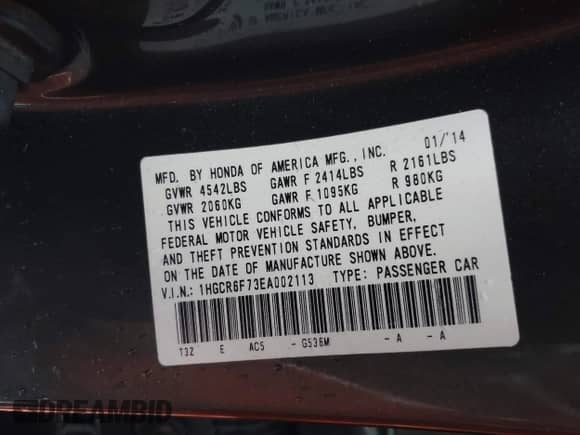 MFD. BY HONDA OF AMERICA MFG., INC. 01/'14
GVWR 4542LBS GAWR F 2414LBS R 2161LBS
GVWR 2060KG GAWR F 1095KG R 980KG
THIS VEHICLE CONFORMS TO ALL APPLICABLE
FEDERAL MOTOR VEHICLE SAFETY, BUMPER,
AND THEFT PREVENTION STANDARDS IN EFFECT
ON THE DATE OF MANUFACTURE SHOWN ABOVE.
V.I.N.: 1HGCR6F73EA002113 TYPE: PASSENGER CAR
T32 E AC5 - G536M - A - A
DREAMBID